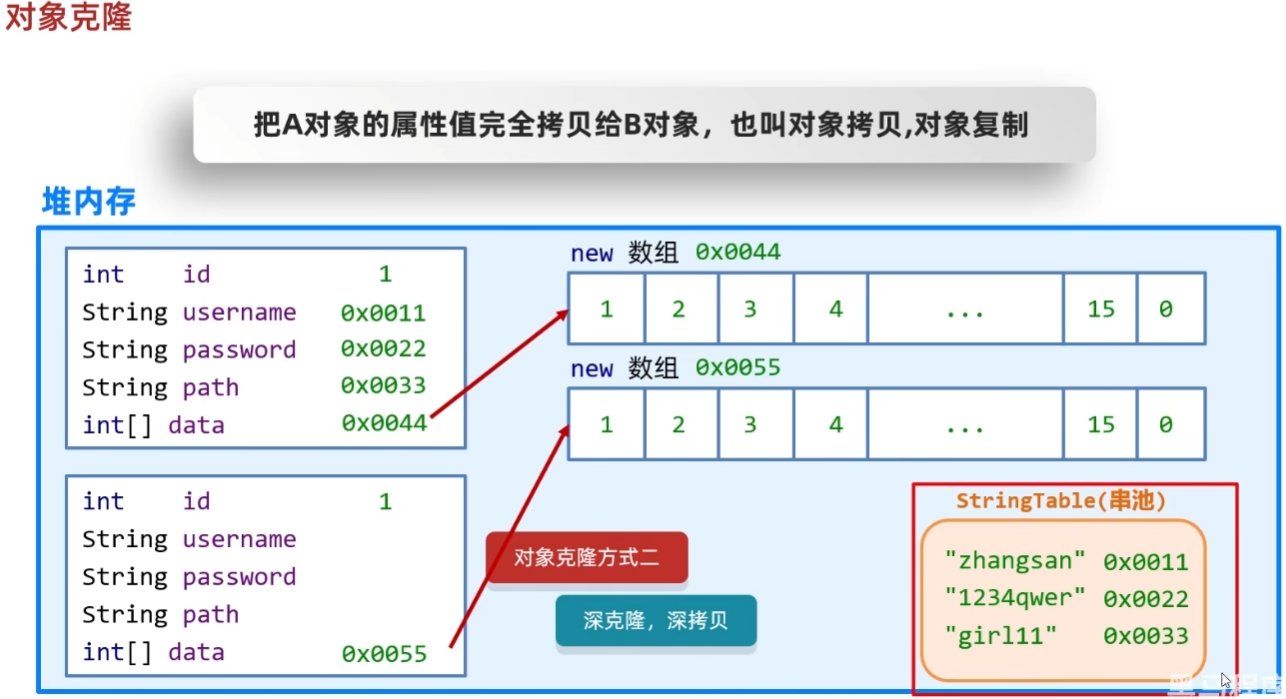 对象克隆
把A对象的属性值完全拷贝给B对象，也叫对象拷贝,对象复制
堆内存
int id 1
String username 0x0011
String password 0x0022
String path 0x0033
int[] data 0x0044
new 数组 0x0044
1 2 3 4 ... 15 0
new 数组 0x0055
1 2 3 4 ... 15 0
int id 1
String username
String password
String path
int[] data 0x0055
对象克隆方式二
深克隆，深拷贝
StringTable(串池)
"zhangsan" 0x0011
"1234qwer" 0x0022
"girl11" 0x0033